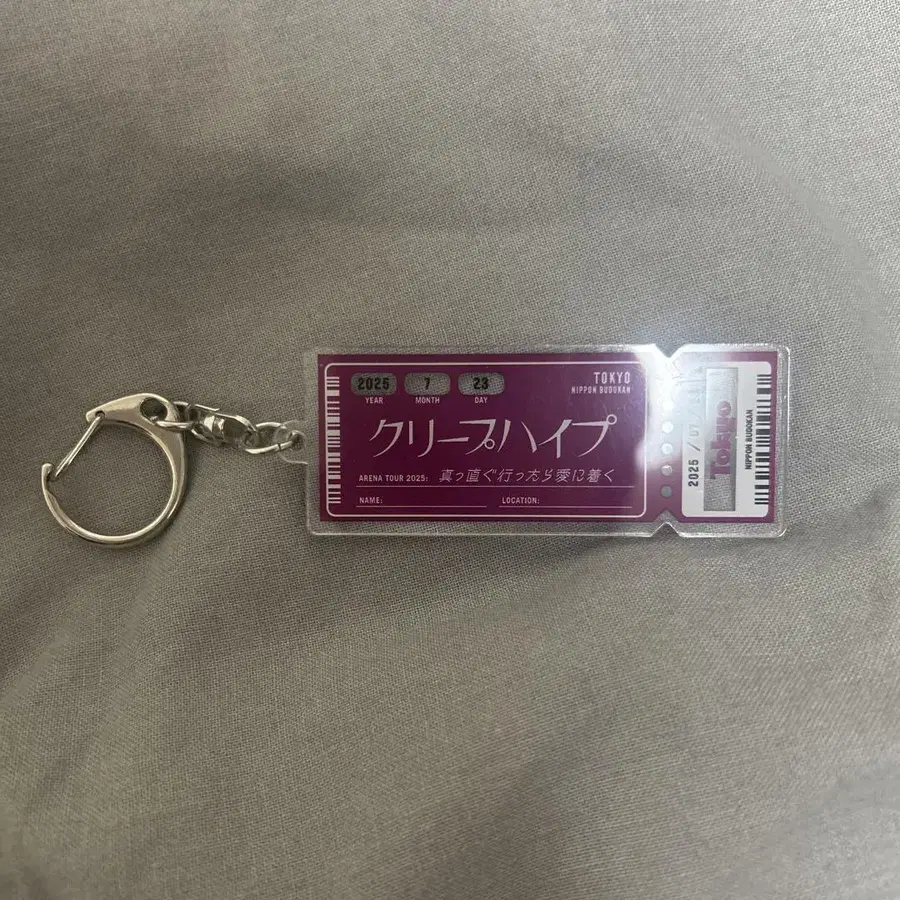 2025 7 23
YEAR MONTH DAY
TOKYO
NIPPON BUDOKAN
クリープハイプ
ARENA TOUR 2025: 真っ直ぐ行ったら愛に着く
NAME: LOCATION:
2025 / 07
Tokyo
NIPPON BUDOKAN